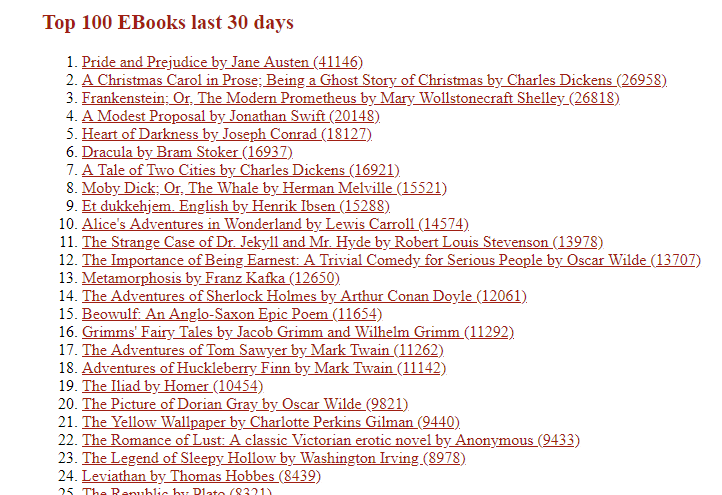 Top 100 EBooks last 30 days
1. Pride and Prejudice by Jane Austen (41146)
2. A Christmas Carol in Prose; Being a Ghost Story of Christmas by Charles Dickens (26958)
3. Frankenstein; Or, The Modern Prometheus by Mary Wollstonecraft Shelley (26818)
4. A Modest Proposal by Jonathan Swift (20148)
5. Heart of Darkness by Joseph Conrad (18127)
6. Dracula by Bram Stoker (16937)
7. A Tale of Two Cities by Charles Dickens (16921)
8. Moby Dick; Or, The Whale by Herman Melville (15521)
9. Et dukkehjem. English by Henrik Ibsen (15288)
10. Alice's Adventures in Wonderland by Lewis Carroll (14574)
11. The Strange Case of Dr. Jekyll and Mr. Hyde by Robert Louis Stevenson (13978)
12. The Importance of Being Earnest: A Trivial Comedy for Serious People by Oscar Wilde (13707)
13. Metamorphosis by Franz Kafka (12650)
14. The Adventures of Sherlock Holmes by Arthur Conan Doyle (12061)
15. Beowulf: An Anglo-Saxon Epic Poem (11654)
16. Grimms' Fairy Tales by Jacob Grimm and Wilhelm Grimm (11292)
17. The Adventures of Tom Sawyer by Mark Twain (11262)
18. Adventures of Huckleberry Finn by Mark Twain (11142)
19. The Iliad by Homer (10454)
20. The Picture of Dorian Gray by Oscar Wilde (9821)
21. The Yellow Wallpaper by Charlotte Perkins Gilman (9440)
22. The Romance of Lust: A classic Victorian erotic novel by Anonymous (9433)
23. The Legend of Sleepy Hollow by Washington Irving (8978)
24. Leviathan by Thomas Hobbes (8439)
25. The Republic by Plato (8321)